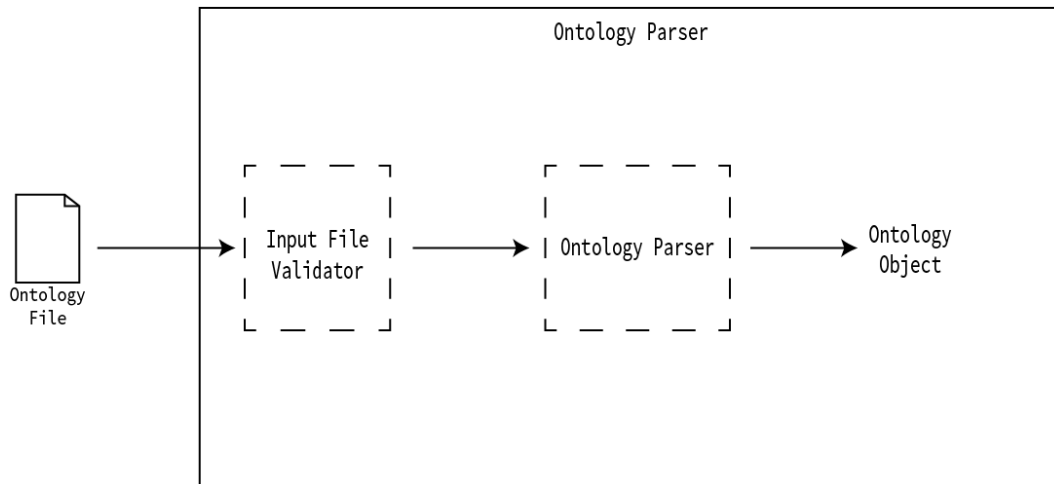 Ontology Parser
Input File
Validator
Ontology Parser
Ontology
Object
Ontology
File